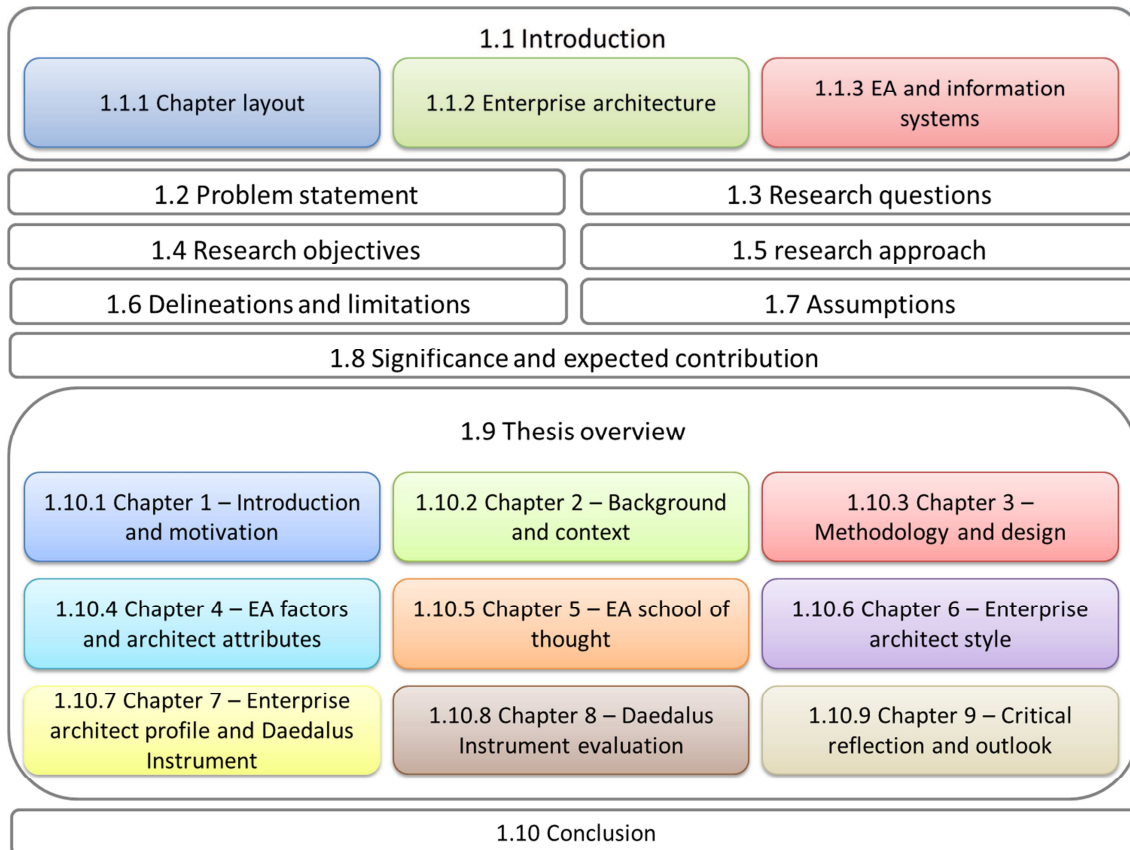 1.1 Introduction
1.1.1 Chapter layout
1.1.2 Enterprise architecture
1.1.3 EA and information
systems
1.2 Problem statement
1.3 Research questions
1.4 Research objectives
1.5 research approach
1.6 Delineations and limitations
1.7 Assumptions
1.8 Significance and expected contribution
1.9 Thesis overview
1.10.1 Chapter 1 – Introduction
and motivation
1.10.2 Chapter 2 – Background
and context
1.10.3 Chapter 3 –
Methodology and design
1.10.4 Chapter 4 – EA factors
and architect attributes
1.10.5 Chapter 5 – EA school of
thought
1.10.6 Chapter 6 – Enterprise
architect style
1.10.7 Chapter 7 – Enterprise
architect profile and Daedalus
Instrument
1.10.8 Chapter 8 – Daedalus
Instrument evaluation
1.10.9 Chapter 9 – Critical
reflection and outlook
1.10 Conclusion